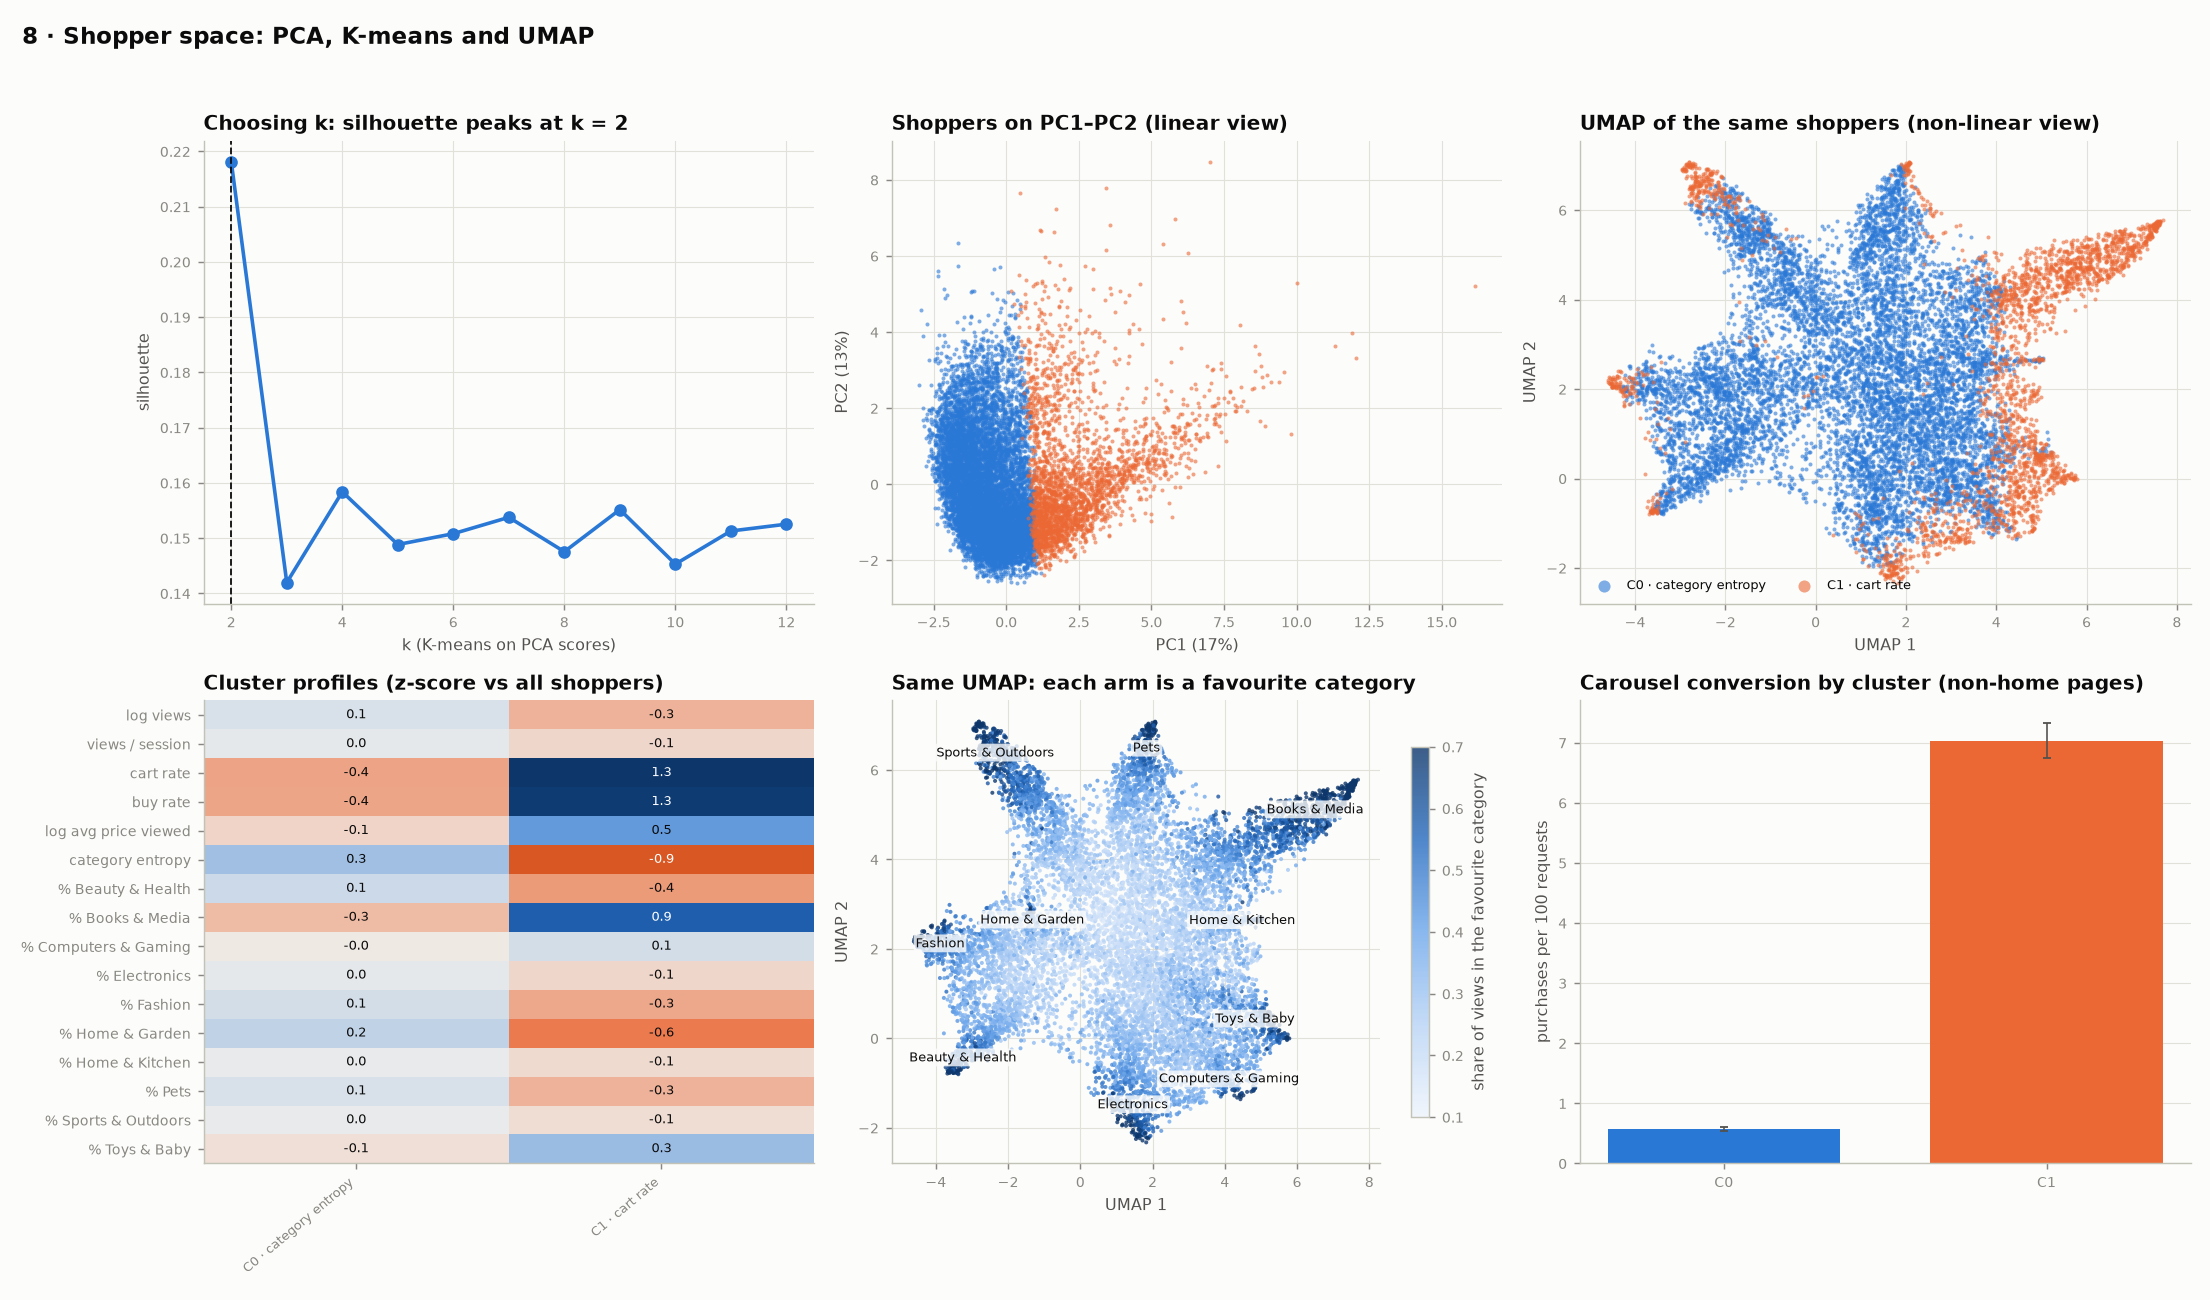 8 · Shopper space: PCA, K-means and UMAP
Choosing k: silhouette peaks at k = 2
0.22
0.21
0.20
0.19
0.18
0.17
0.16
0.15
0.14
silhouette
2 4 6 8 10 12
k (K-means on PCA scores)
Shoppers on PC1–PC2 (linear view)
8
6
4
2
0
−2
PC2 (13%)
−2.5 0.0 2.5 5.0 7.5 10.0 12.5 15.0
PC1 (17%)
UMAP of the same shoppers (non-linear view)
6
4
2
0
−2
UMAP 2
C0 · category entropy C1 · cart rate
−4 −2 0 2 4 6 8
UMAP 1
Cluster profiles (z-score vs all shoppers)
log views 0.1 -0.3
views / session 0.0 -0.1
cart rate -0.4 1.3
buy rate -0.4 1.3
log avg price viewed -0.1 0.5
category entropy 0.3 -0.9
% Beauty & Health 0.1 -0.4
% Books & Media -0.3 0.9
% Computers & Gaming -0.0 0.1
% Electronics 0.0 -0.1
% Fashion 0.1 -0.3
% Home & Garden 0.2 -0.6
% Home & Kitchen 0.0 -0.1
% Pets 0.1 -0.3
% Sports & Outdoors 0.0 -0.1
% Toys & Baby -0.1 0.3
C0 · category entropy
C1 · cart rate
Same UMAP: each arm is a favourite category
6
4
2
0
−2
UMAP 2
Sports & Outdoors
Pets
Books & Media
Home & Garden
Home & Kitchen
Fashion
Toys & Baby
Beauty & Health
Computers & Gaming
Electronics
−4 −2 0 2 4 6 8
UMAP 1
0.7
0.6
0.5
0.4
0.3
0.2
0.1
share of views in the favourite category
Carousel conversion by cluster (non-home pages)
7
6
5
4
3
2
1
0
purchases per 100 requests
C0 C1